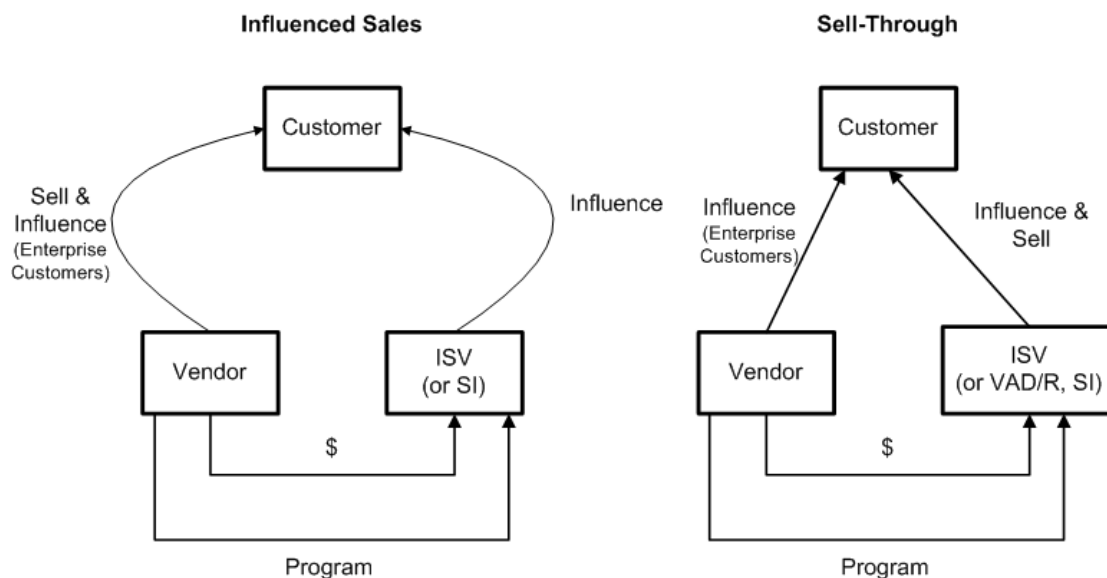 Influenced Sales
Customer
Sell &
Influence
(Enterprise
Customers)
Influence
Vendor
ISV
(or SI)
$
Program
Sell-Through
Customer
Influence
(Enterprise
Customers)
Influence &
Sell
Vendor
ISV
(or VAD/R, SI)
$
Program